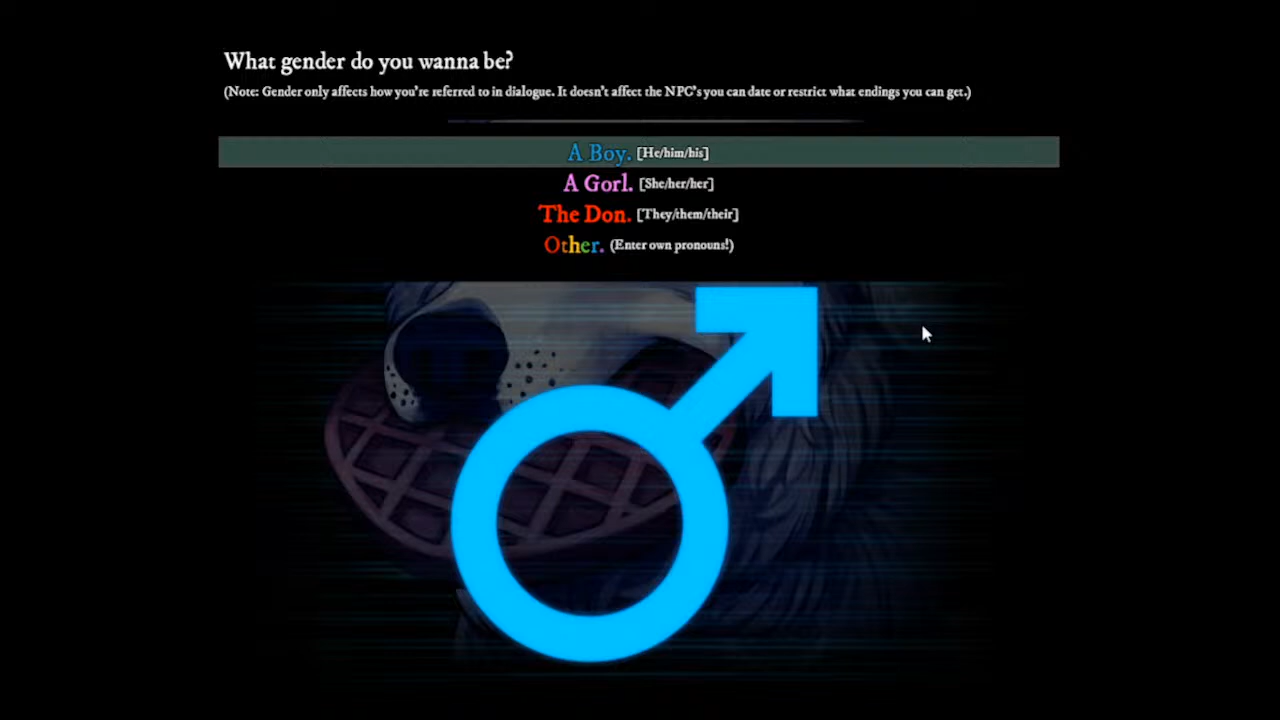 What gender do you wanna be?
(Note: Gender only affects how you're referred to in dialogue. It doesn't affect the NPC's you can date or restrict what endings you can get.)
A Boy. [He/him/his]
A Gorl. [She/her/her]
The Don. [They/them/their]
Other. (Enter own pronouns!)